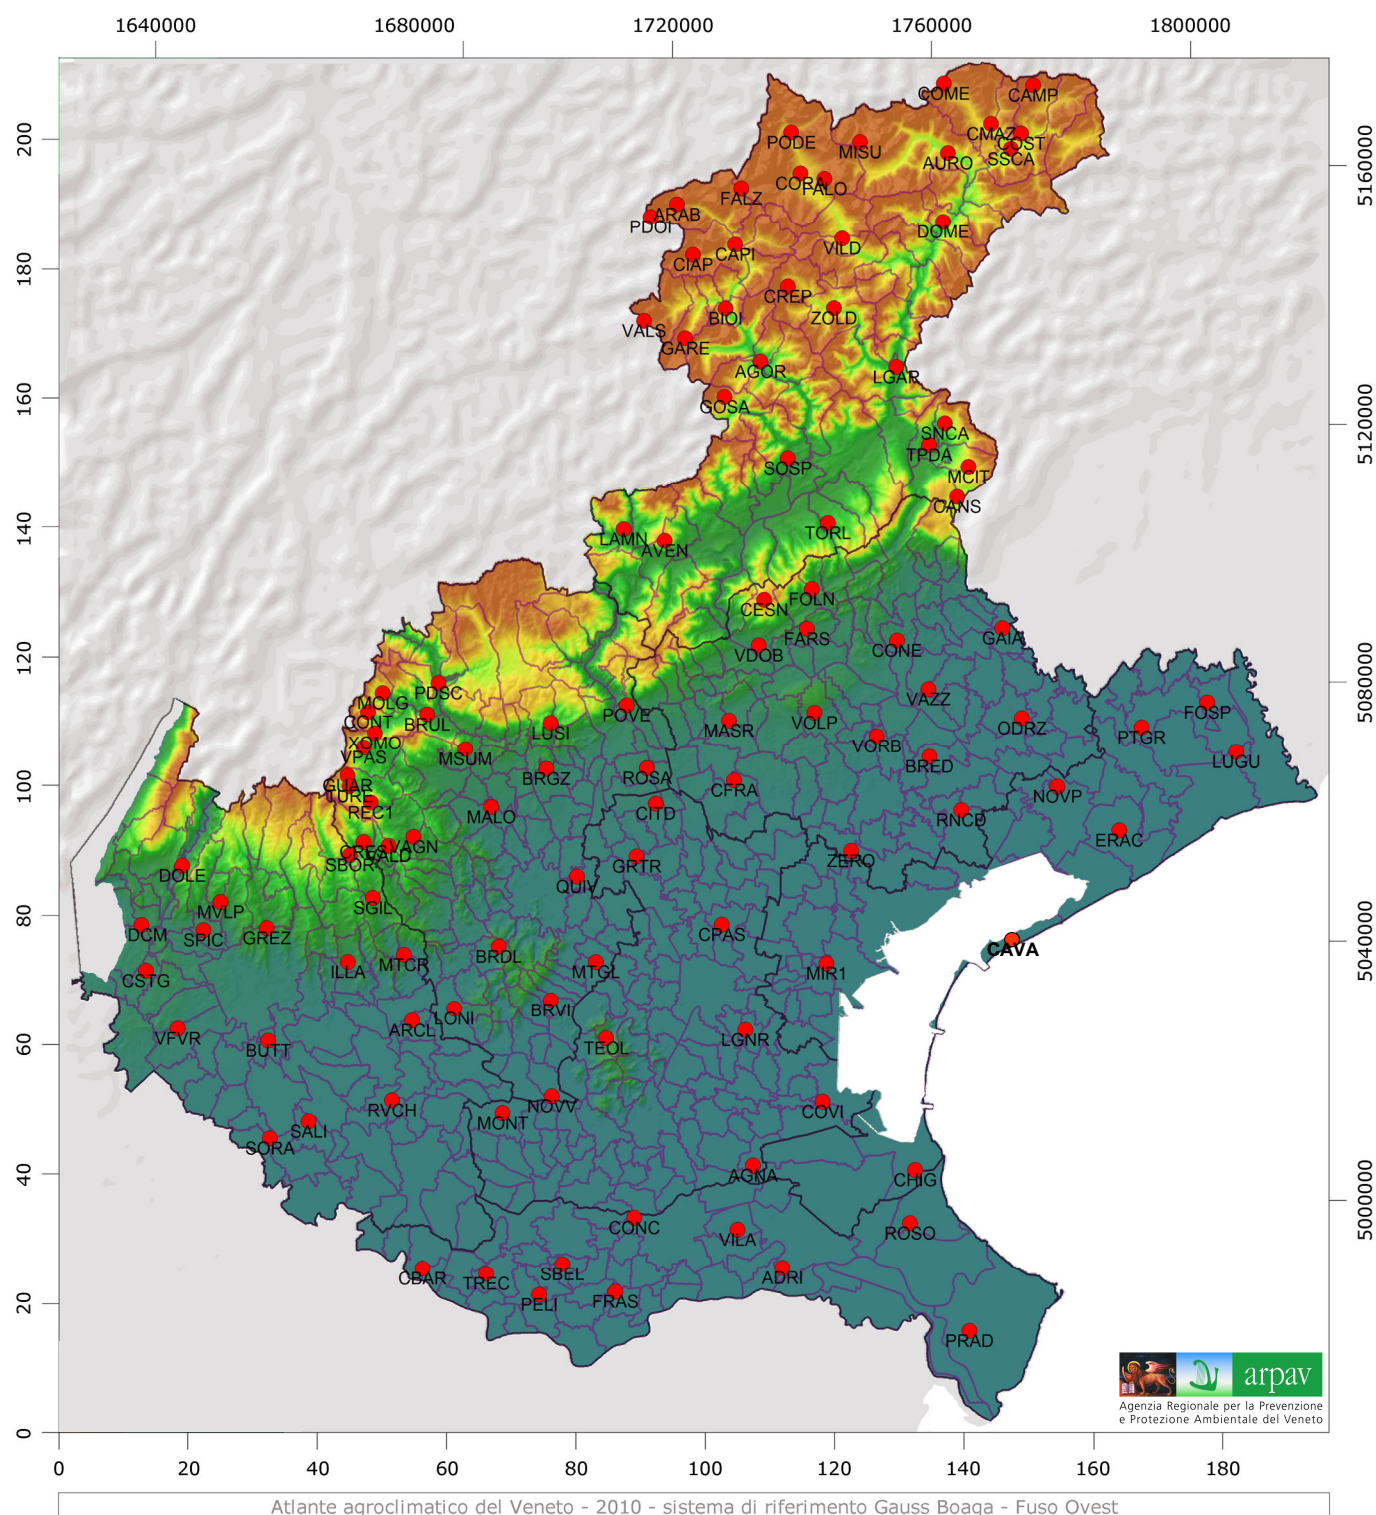 1640000 1680000 1720000 1760000 1800000
COME
CAMP
CMAZ
COST
SSCA
PODE
MISU
AURO
CORA
FALO
FALZ
ARAB
PDOI
DOME
VILD
CAPI
CIAP
CREP
BIOI
ZOLD
VALS
GARE
AGOR
LGAR
GOSA
SNCA
TPDA
SOSP
MCIT
CANS
TORL
LAMN
AVEN
FOLN
CESN
GAIA
FARS
CONE
VDOB
PDSC
MOLG
VAZZ
FOSP
POVE
CONT
BRUL
VOLP
MASR
LUSI
ODRZ
PTGR
XOMO
VORB
VPAS
MSUM
LUGU
BRED
BRGZ
ROSA
GUAR
CFRA
TURE
NOVP
REC1
MALO
CITD
RNCD
ERAC
VAGN
CRES
VALD
SBOR
ZERO
GRTR
DOLE
QUIV
SGIL
MVLP
DCM
SPIC
GREZ
CPAS
CAVA
BRDL
MTCR
ILLA
MTGL
MIR1
CSTG
BRVI
LONI
ARCL
VFVR
LGNR
BUTT
TEOL
NOVV
RVCH
COVI
MONT
SALI
SORA
AGNA
CHIG
CONC
ROSO
VILA
CBAR
SBEL
ADRI
TREC
FRAS
PELI
PRAD
200
180
160
140
120
100
80
60
40
20
0
5160000
5120000
5080000
5040000
5000000
arpav
Agenzia Regionale per la Prevenzione
e Protezione Ambientale del Veneto
0 20 40 60 80 100 120 140 160 180
Atlante agroclimatico del Veneto - 2010 - sistema di riferimento Gauss Boaga - Fuso Ovest